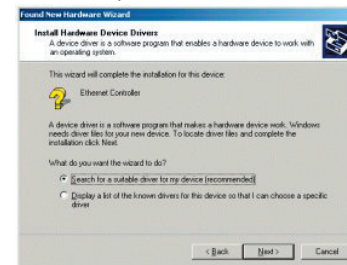 Found New Hardware Wizard
Install Hardware Device Drivers
A device driver is a software program that enables a hardware device to work with
an operating system.
This wizard will complete the installation for this device:
Ethernet Controller
A device driver is a software program that makes a hardware device work. Windows
needs driver files for your new device. To locate driver files and complete the
installation click Next.
What do you want the wizard to do?
Search for a suitable driver for my device (recommended)
Display a list of the known drivers for this device so that I can choose a specific
driver
< Back
Next >
Cancel